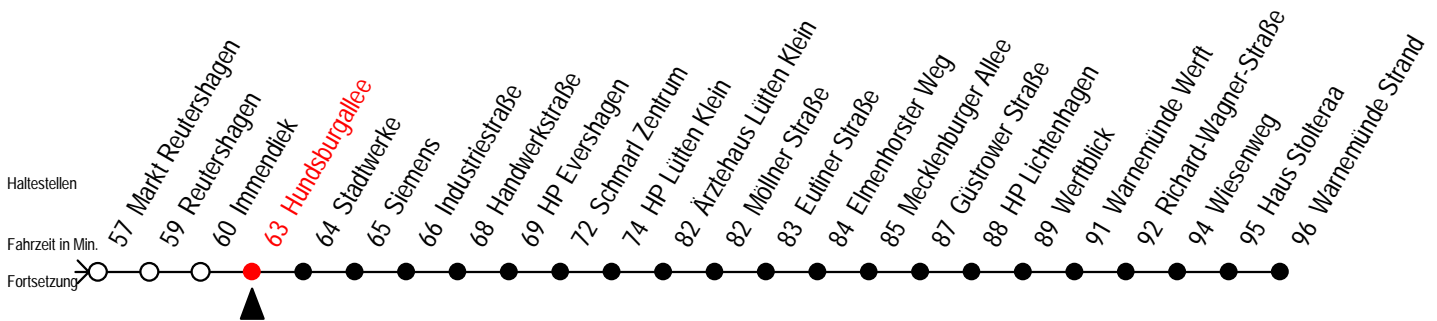 Haltestellen
Fahrzeit in Min.
Fortsetzung
57 Markt Reutershagen
59 Reutershagen
60 Immendiek
63 Hundsburgallee
64 Stadtwerke
65 Siemens
66 Industriestraße
68 Handwerkstraße
69 HP Evershagen
72 Schmarl Zentrum
74 HP Lütten Klein
82 Ärztehaus Lütten Klein
82 Möllner Straße
83 Eutiner Straße
84 Elmenhorster Weg
85 Mecklenburger Allee
87 Güstrower Straße
88 HP Lichtenhagen
89 Werftblick
91 Warnemünde Werft
92 Richard-Wagner-Straße
94 Wiesenweg
95 Haus Stolteraa
96 Warnemünde Strand